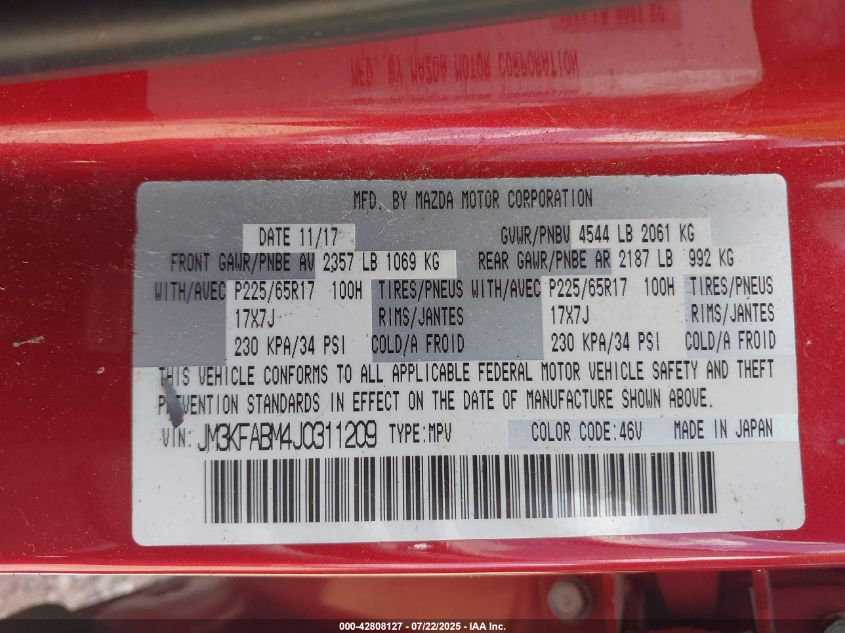 MFD. BY MAZDA MOTOR CORPORATION
MFD. BY MAZDA MOTOR CORPORATION
DATE 11/17 GVWR/PNBV 4544 LB 2061 KG
FRONT GAWR/PNBE AV 2357 LB 1069 KG REAR GAWR/PNBE AR 2187 LB 992 KG
WITH/AVEC P225/65R17 100H TIRES/PNEUS WITH/AVEC P225/65R17 100H TIRES/PNEUS
17X7J RIMS/JANTES 17X7J RIMS/JANTES
230 KPA/34 PSI COLD/A FROID 230 KPA/34 PSI COLD/A FROID
THIS VEHICLE CONFORMS TO ALL APPLICABLE FEDERAL MOTOR VEHICLE SAFETY AND THEFT
PREVENTION STANDARDS IN EFFECT ON THE DATE OF MANUFACTURE SHOWN ABOVE.
VIN: JM3KFABM4J0311209 TYPE:MPV COLOR CODE:46V MADE IN JAPAN
000-42808127 - 07/22/2025 - IAA Inc.